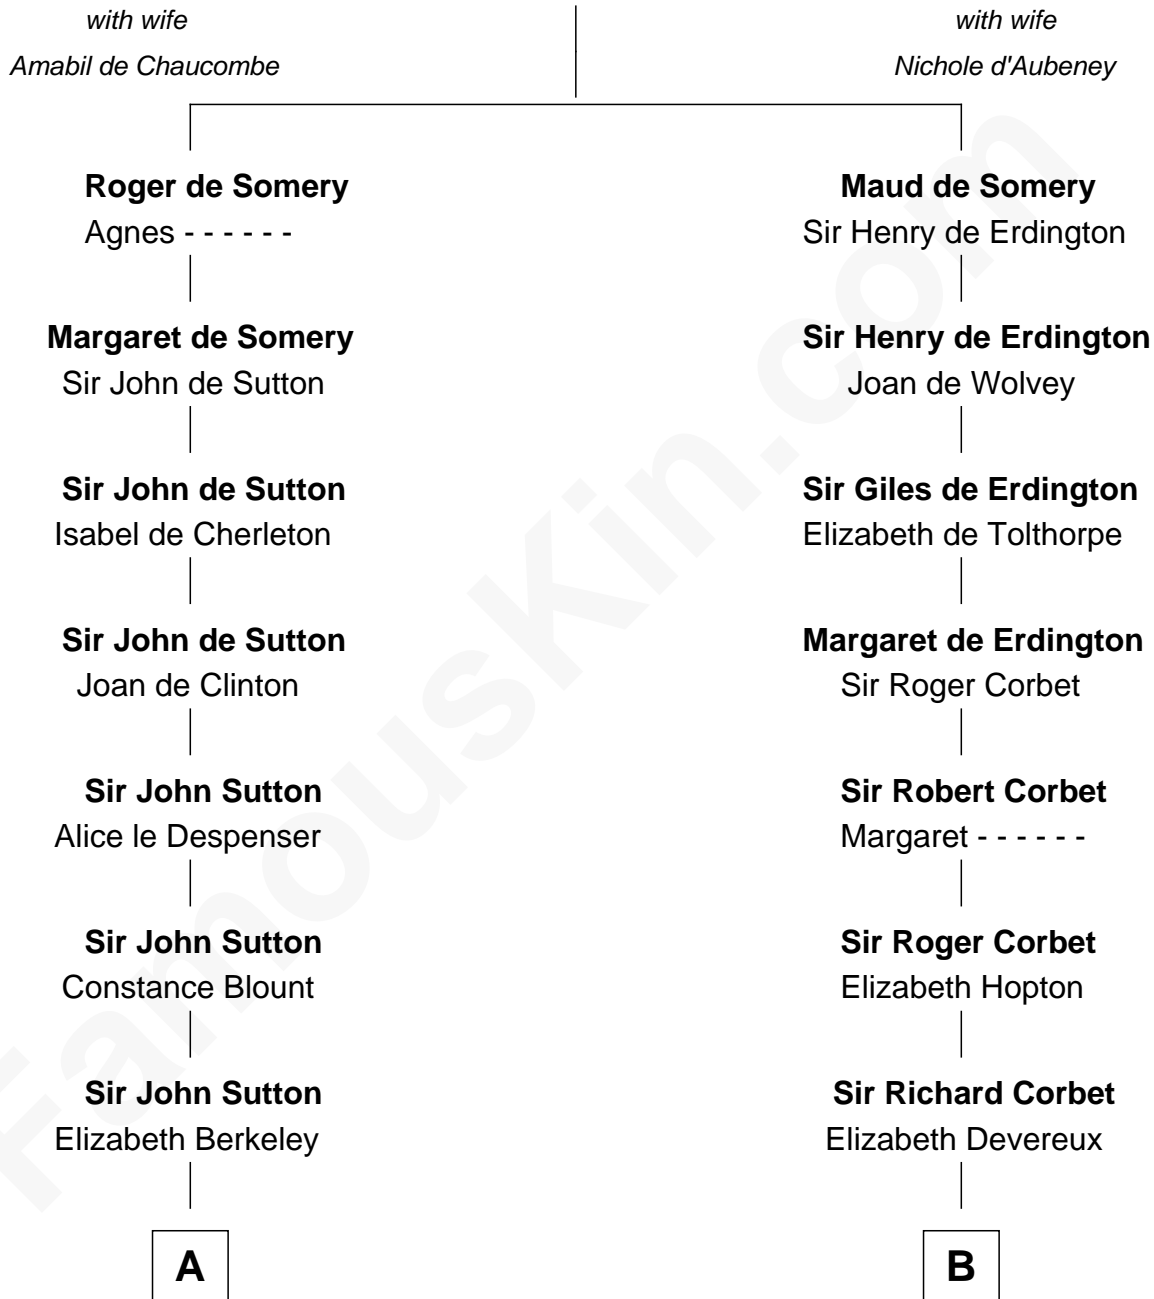 with wife
Amabil de Chaucombe
with wife
Nichole d'Aubeney
Roger de Somery
Agnes - - - - - -
Maud de Somery
Sir Henry de Erdington
Margaret de Somery
Sir John de Sutton
Sir Henry de Erdington
Joan de Wolvey
Sir John de Sutton
Isabel de Cherleton
Sir Giles de Erdington
Elizabeth de Tolthorpe
Sir John de Sutton
Joan de Clinton
Margaret de Erdington
Sir Roger Corbet
Sir John Sutton
Alice le Despenser
Sir Robert Corbet
Margaret - - - - - -
Sir John Sutton
Constance Blount
Sir Roger Corbet
Elizabeth Hopton
Sir John Sutton
Elizabeth Berkeley
Sir Richard Corbet
Elizabeth Devereux
A
B
FamousKin.com